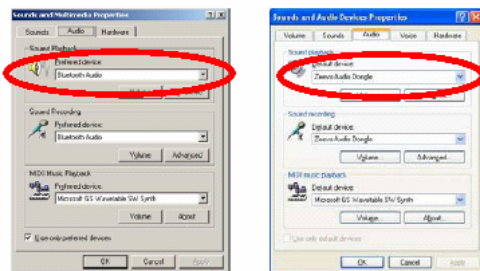 Sounds and Multimedia Properties
Sounds Audio Hardware
Sound Playback
Preferred device:
Bluetooth Audio
Volume
Sound Recording
Preferred device:
Bluetooth Audio
Volume Advanced
MIDI Music Playback
Preferred device:
Microsoft GS Wavetable SW Synth
Volume About
Use only preferred devices
OK Cancel Apply
Sounds and Audio Devices Properties
Volume Sounds Audio Voice Hardware
Sound playback
Default device:
Zeevo Audio Dongle
Sound recording
Default device:
Zeevo Audio Dongle
Volume... Advanced...
MIDI music playback
Default device:
Microsoft GS Wavetable SW Synth
Volume... About...
Use only default devices
OK Cancel Apply